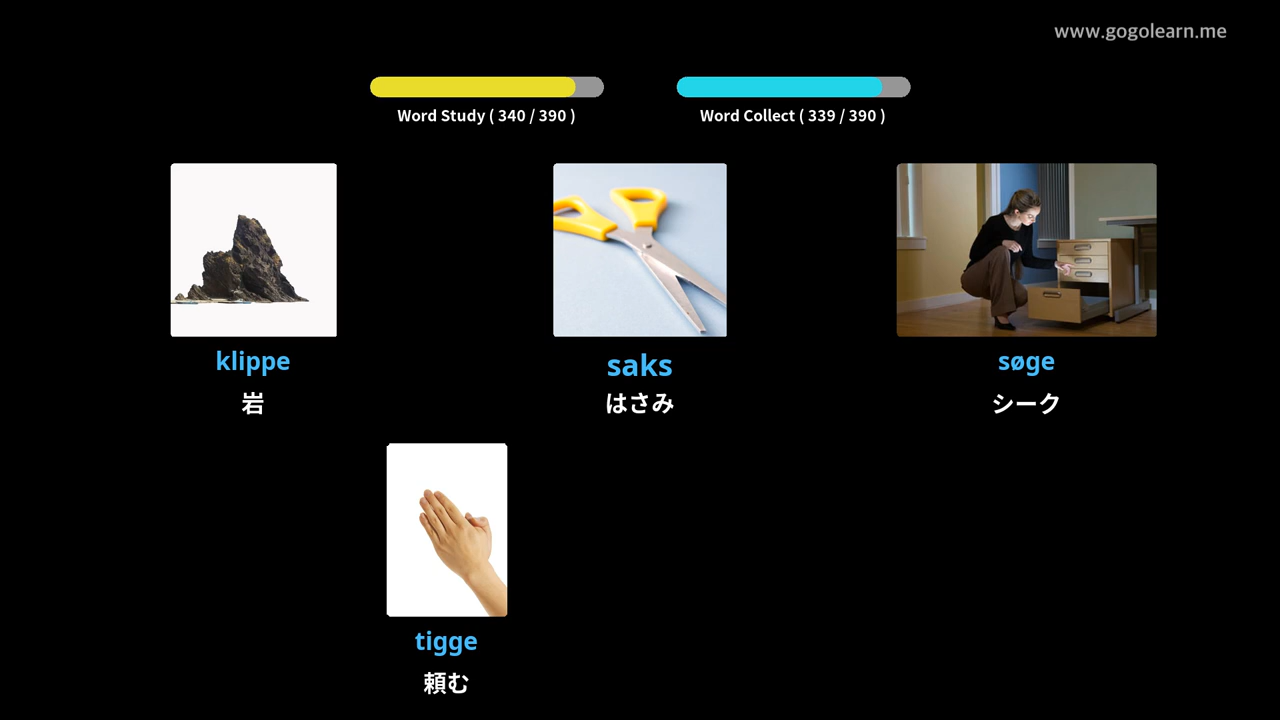 www.gogolearn.me
Word Study ( 340 / 390 )
Word Collect ( 339 / 390 )
klippe
岩
saks
はさみ
søge
シーク
tigge
頼む